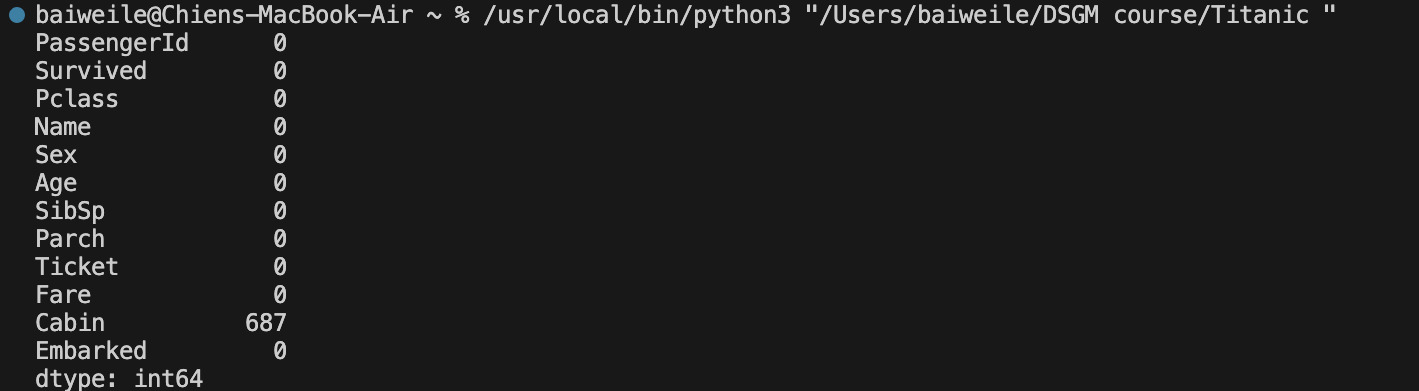 baiweile@Chiens-MacBook-Air ~ % /usr/local/bin/python3 "/Users/baiweile/DSGM course/Titanic "
PassengerId      0
Survived         0
Pclass           0
Name             0
Sex              0
Age              0
SibSp            0
Parch            0
Ticket           0
Fare             0
Cabin          687
Embarked         0
dtype: int64